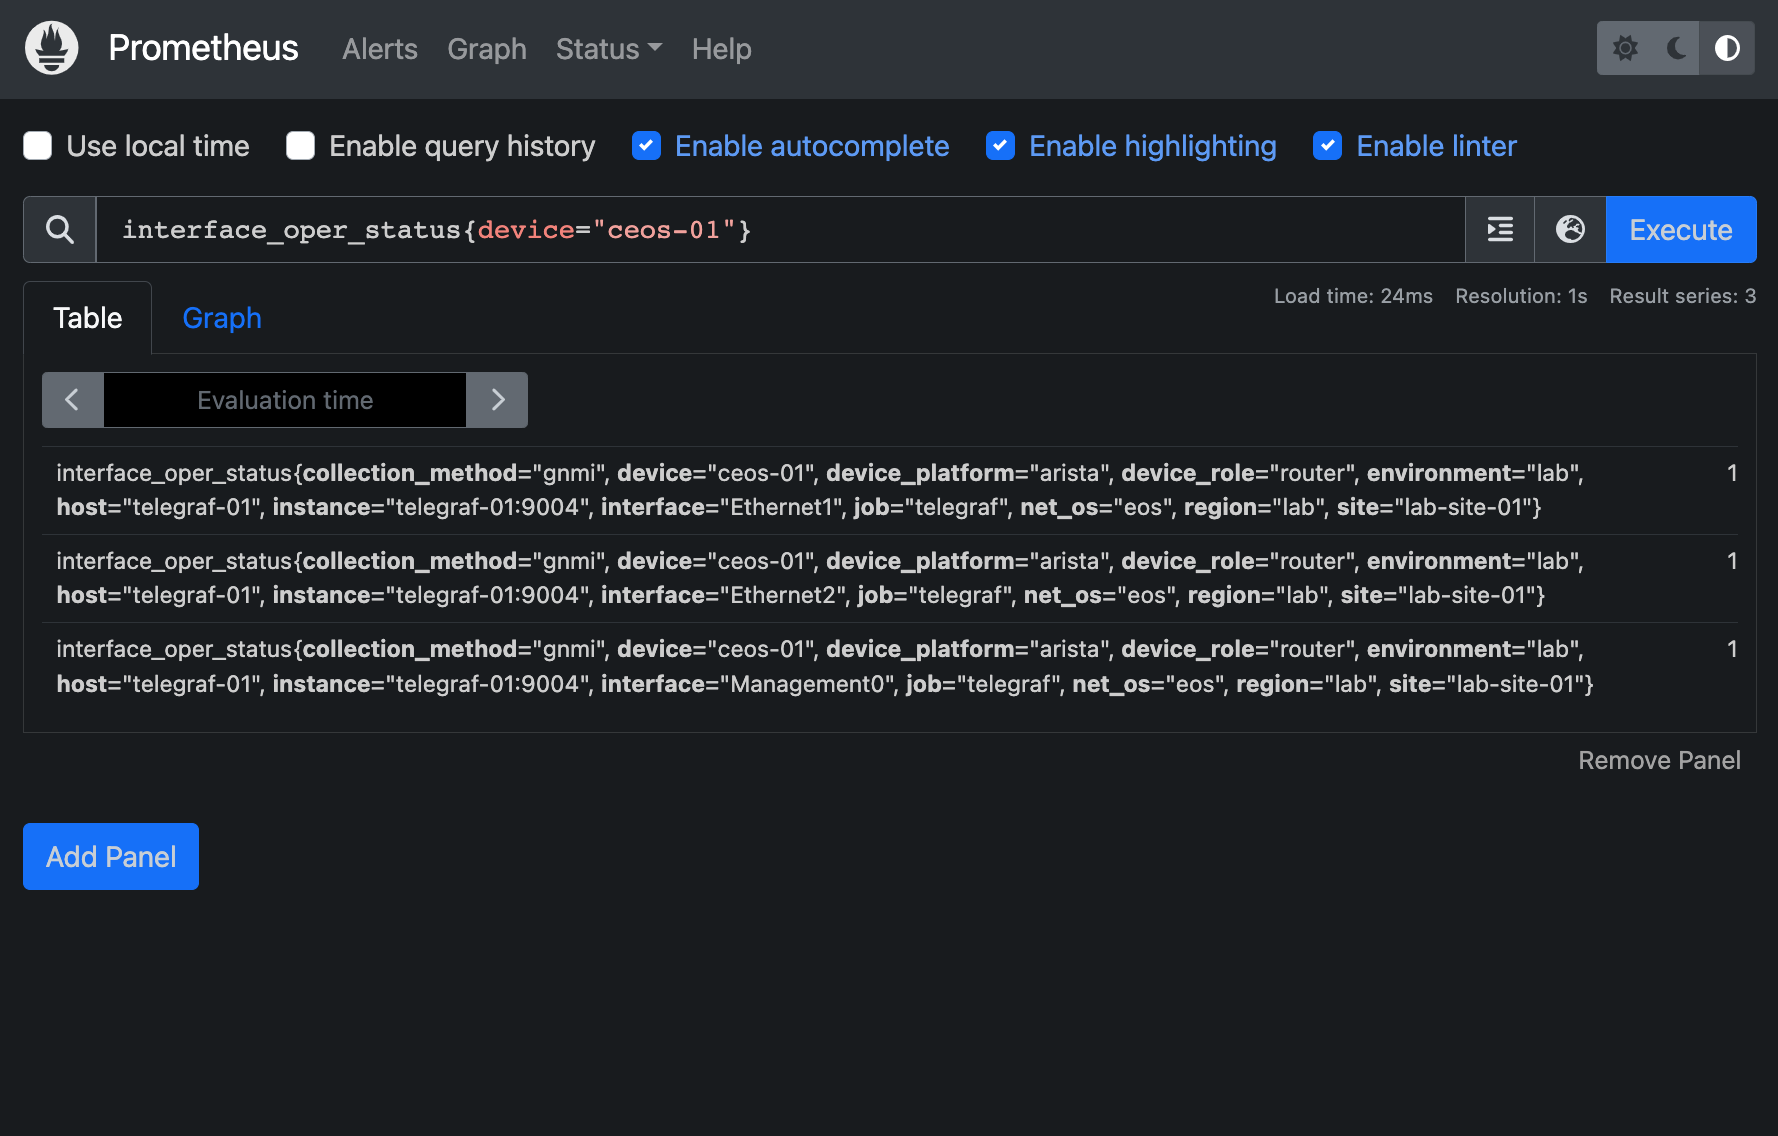 Prometheus Alerts Graph Status Help
Use local time Enable query history Enable autocomplete Enable highlighting Enable linter
interface_oper_status{device="ceos-01"} Execute
Load time: 24ms Resolution: 1s Result series: 3
Table Graph
Evaluation time
interface_oper_status{collection_method="gnmi", device="ceos-01", device_platform="arista", device_role="router", environment="lab", 1
host="telegraf-01", instance="telegraf-01:9004", interface="Ethernet1", job="telegraf", net_os="eos", region="lab", site="lab-site-01"}
interface_oper_status{collection_method="gnmi", device="ceos-01", device_platform="arista", device_role="router", environment="lab", 1
host="telegraf-01", instance="telegraf-01:9004", interface="Ethernet2", job="telegraf", net_os="eos", region="lab", site="lab-site-01"}
interface_oper_status{collection_method="gnmi", device="ceos-01", device_platform="arista", device_role="router", environment="lab", 1
host="telegraf-01", instance="telegraf-01:9004", interface="Management0", job="telegraf", net_os="eos", region="lab", site="lab-site-01"}
Remove Panel
Add Panel